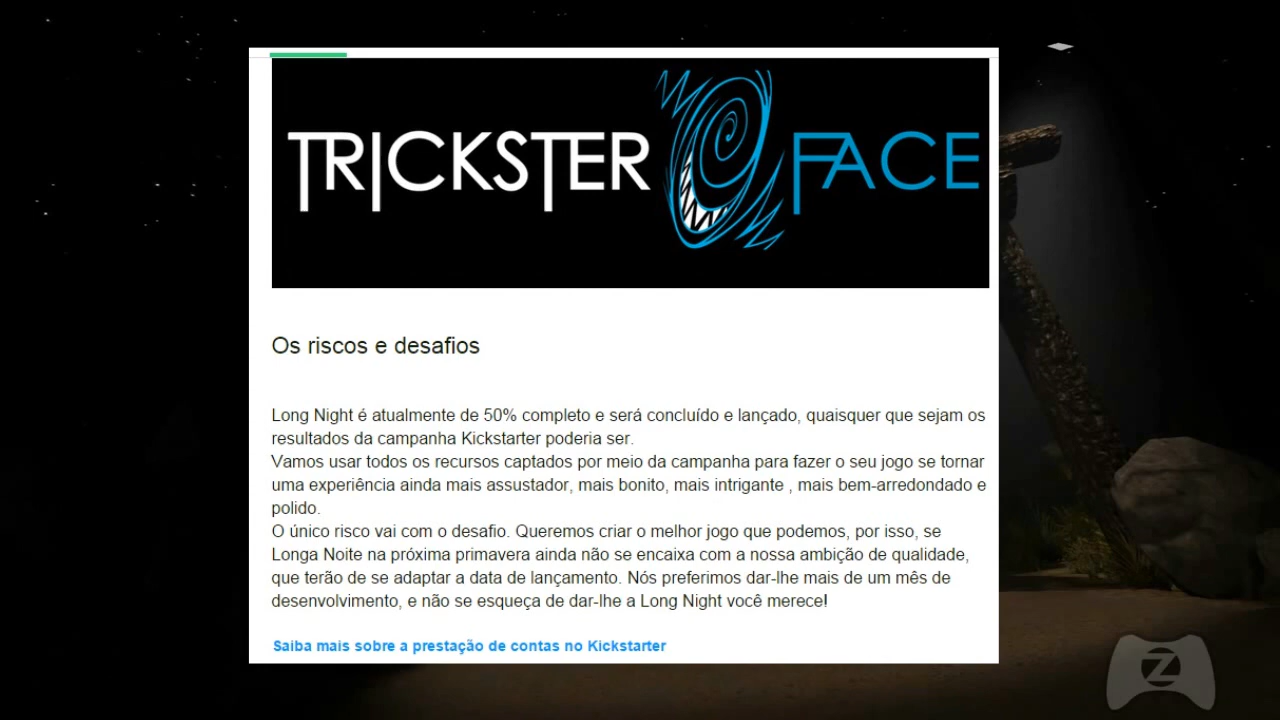 TRICKSTER FACE
Os riscos e desafios
Long Night é atualmente de 50% completo e será concluído e lançado, quaisquer que sejam os
resultados da campanha Kickstarter poderia ser.
Vamos usar todos os recursos captados por meio da campanha para fazer o seu jogo se tornar
uma experiência ainda mais assustador, mais bonito, mais intrigante , mais bem-arredondado e
polido.
O único risco vai com o desafio. Queremos criar o melhor jogo que podemos, por isso, se
Longa Noite na próxima primavera ainda não se encaixa com a nossa ambição de qualidade,
que terão de se adaptar a data de lançamento. Nós preferimos dar-lhe mais de um mês de
desenvolvimento, e não se esqueça de dar-lhe a Long Night você merece!
Saiba mais sobre a prestação de contas no Kickstarter
Z